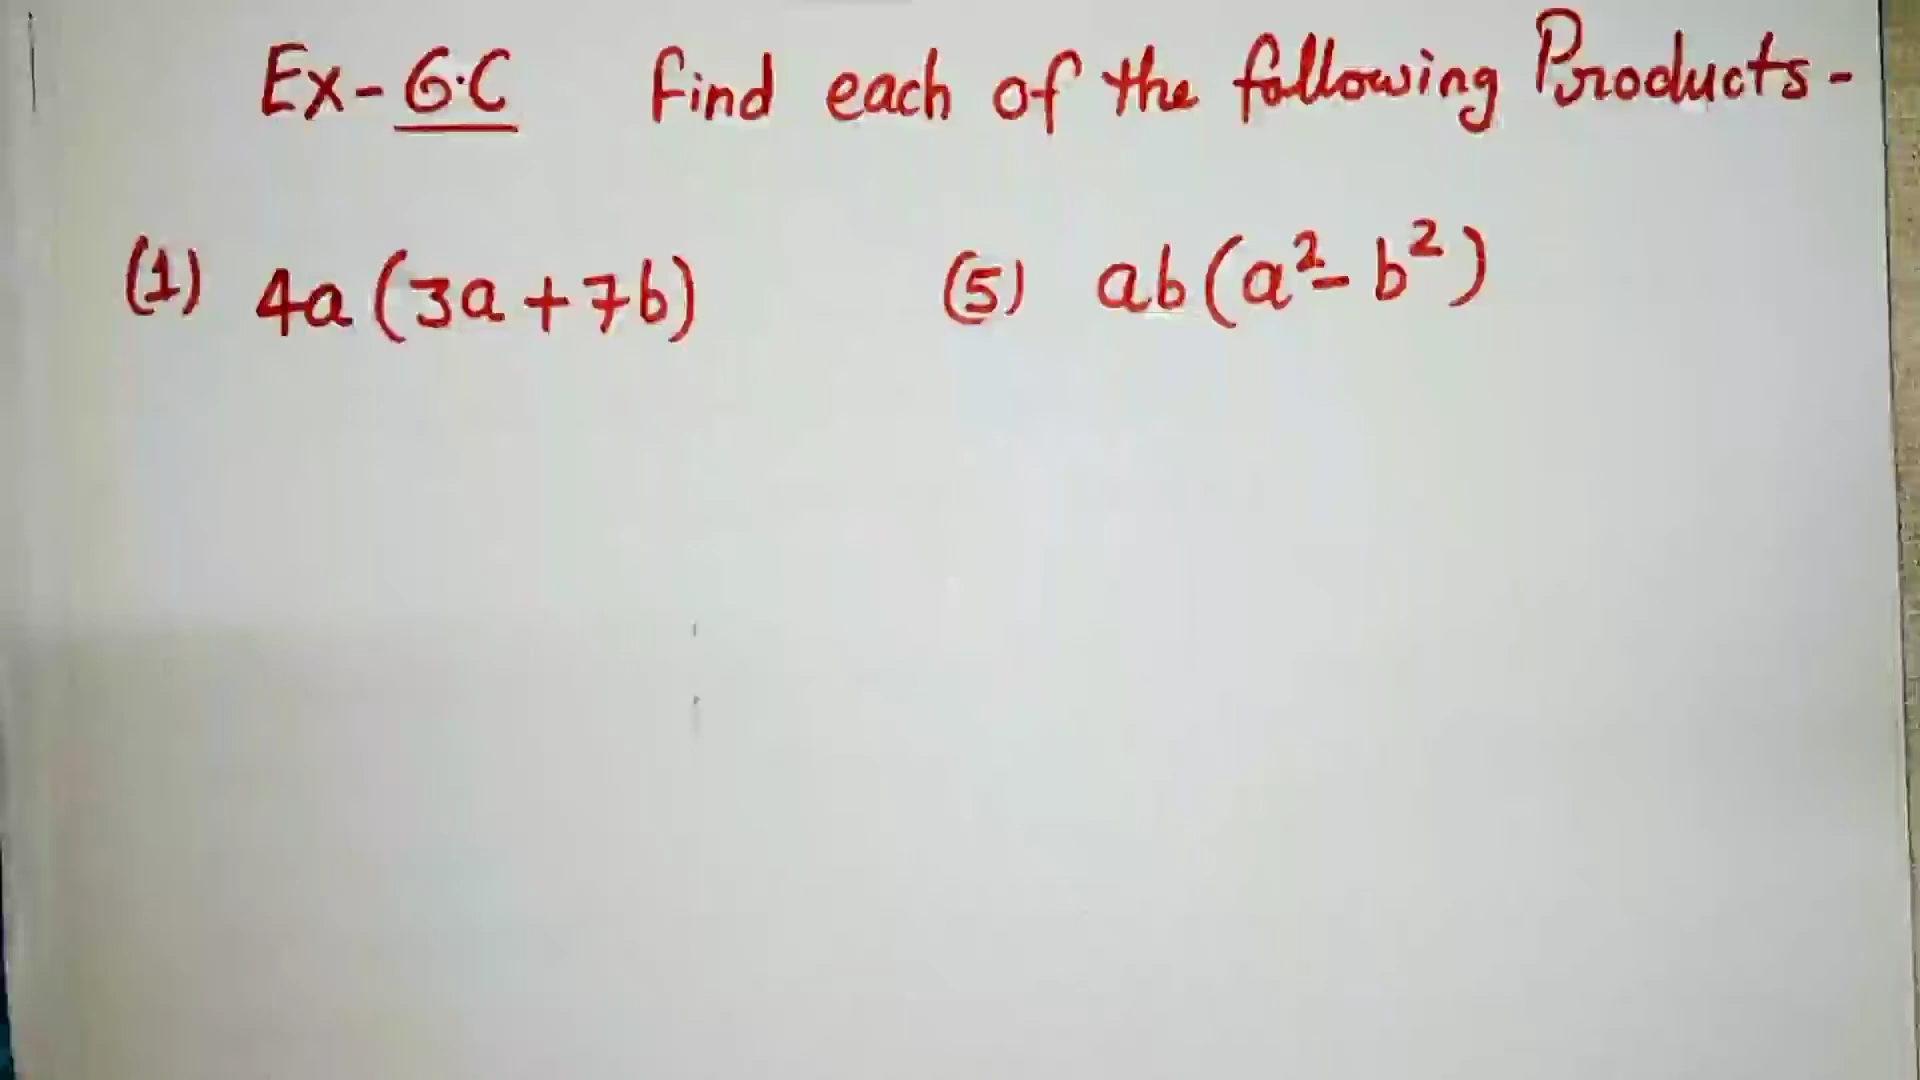 Ex-6.C Find each of the following Products-
(1) 4a(3a+7b) (5) ab(a²-b²)